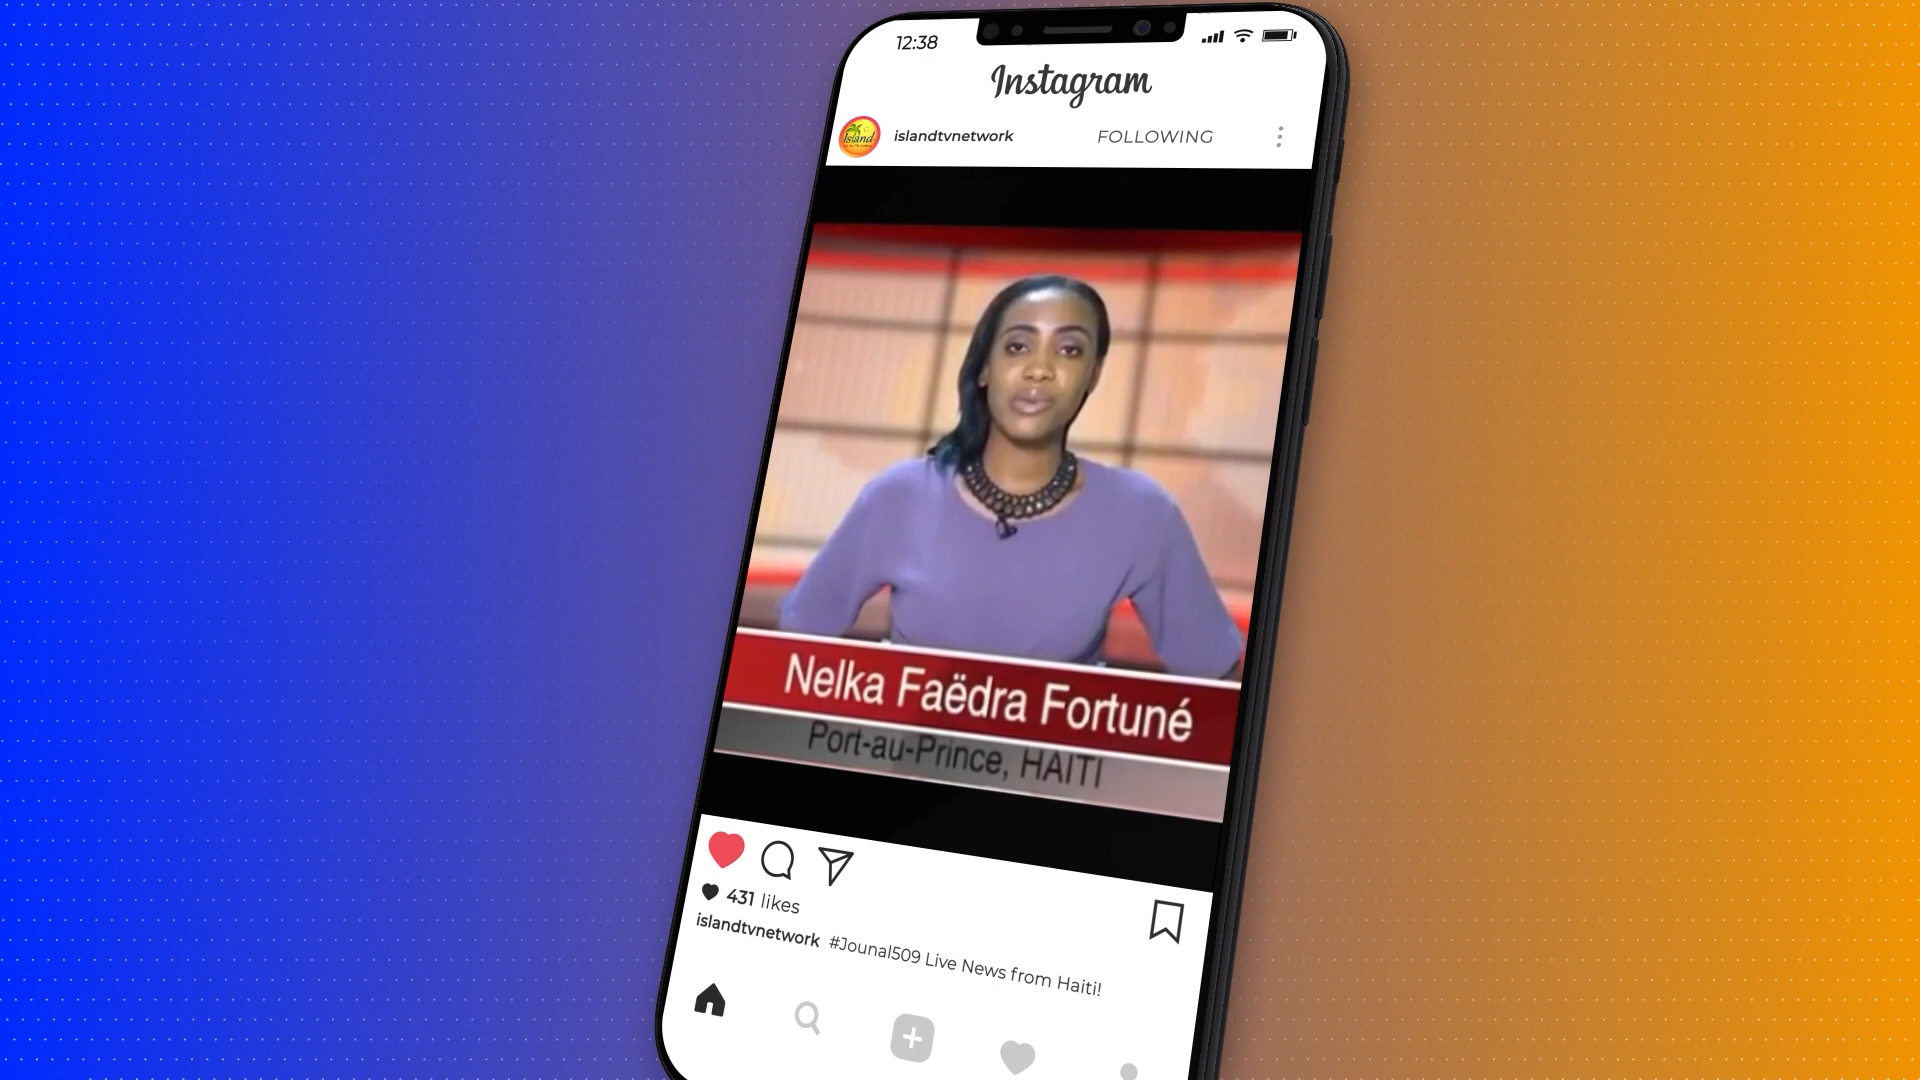 12:38
Instagram
Island
islandtvnetwork
FOLLOWING
Nelka Faëdra Fortuné
Port-au-Prince, HAITI
431 likes
islandtvnetwork #Jounal509 Live News from Haiti!